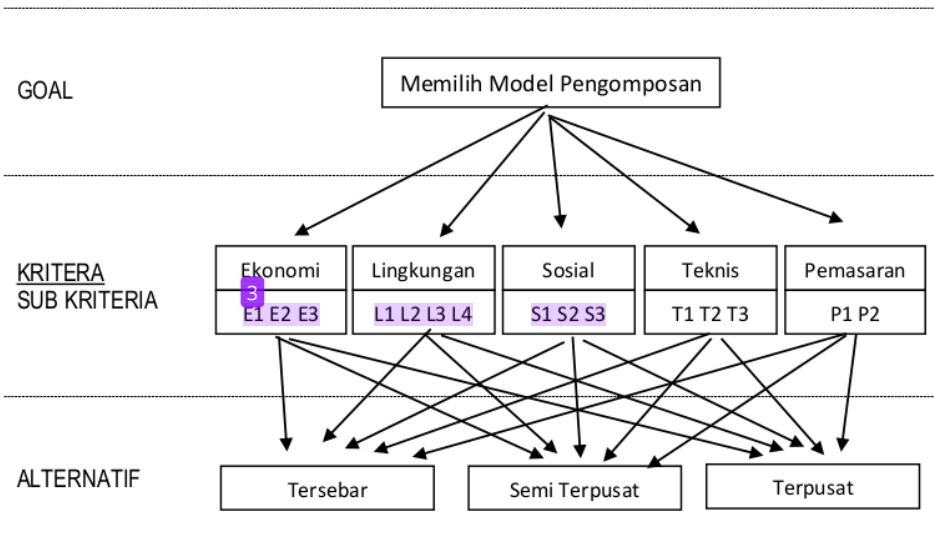 GOAL
Memilih Model Pengomposan
KRITERA
SUB KRITERIA
Ekonomi
3
E1 E2 E3
Lingkungan
L1 L2 L3 L4
Sosial
S1 S2 S3
Teknis
T1 T2 T3
Pemasaran
P1 P2
ALTERNATIF
Tersebar
Semi Terpusat
Terpusat